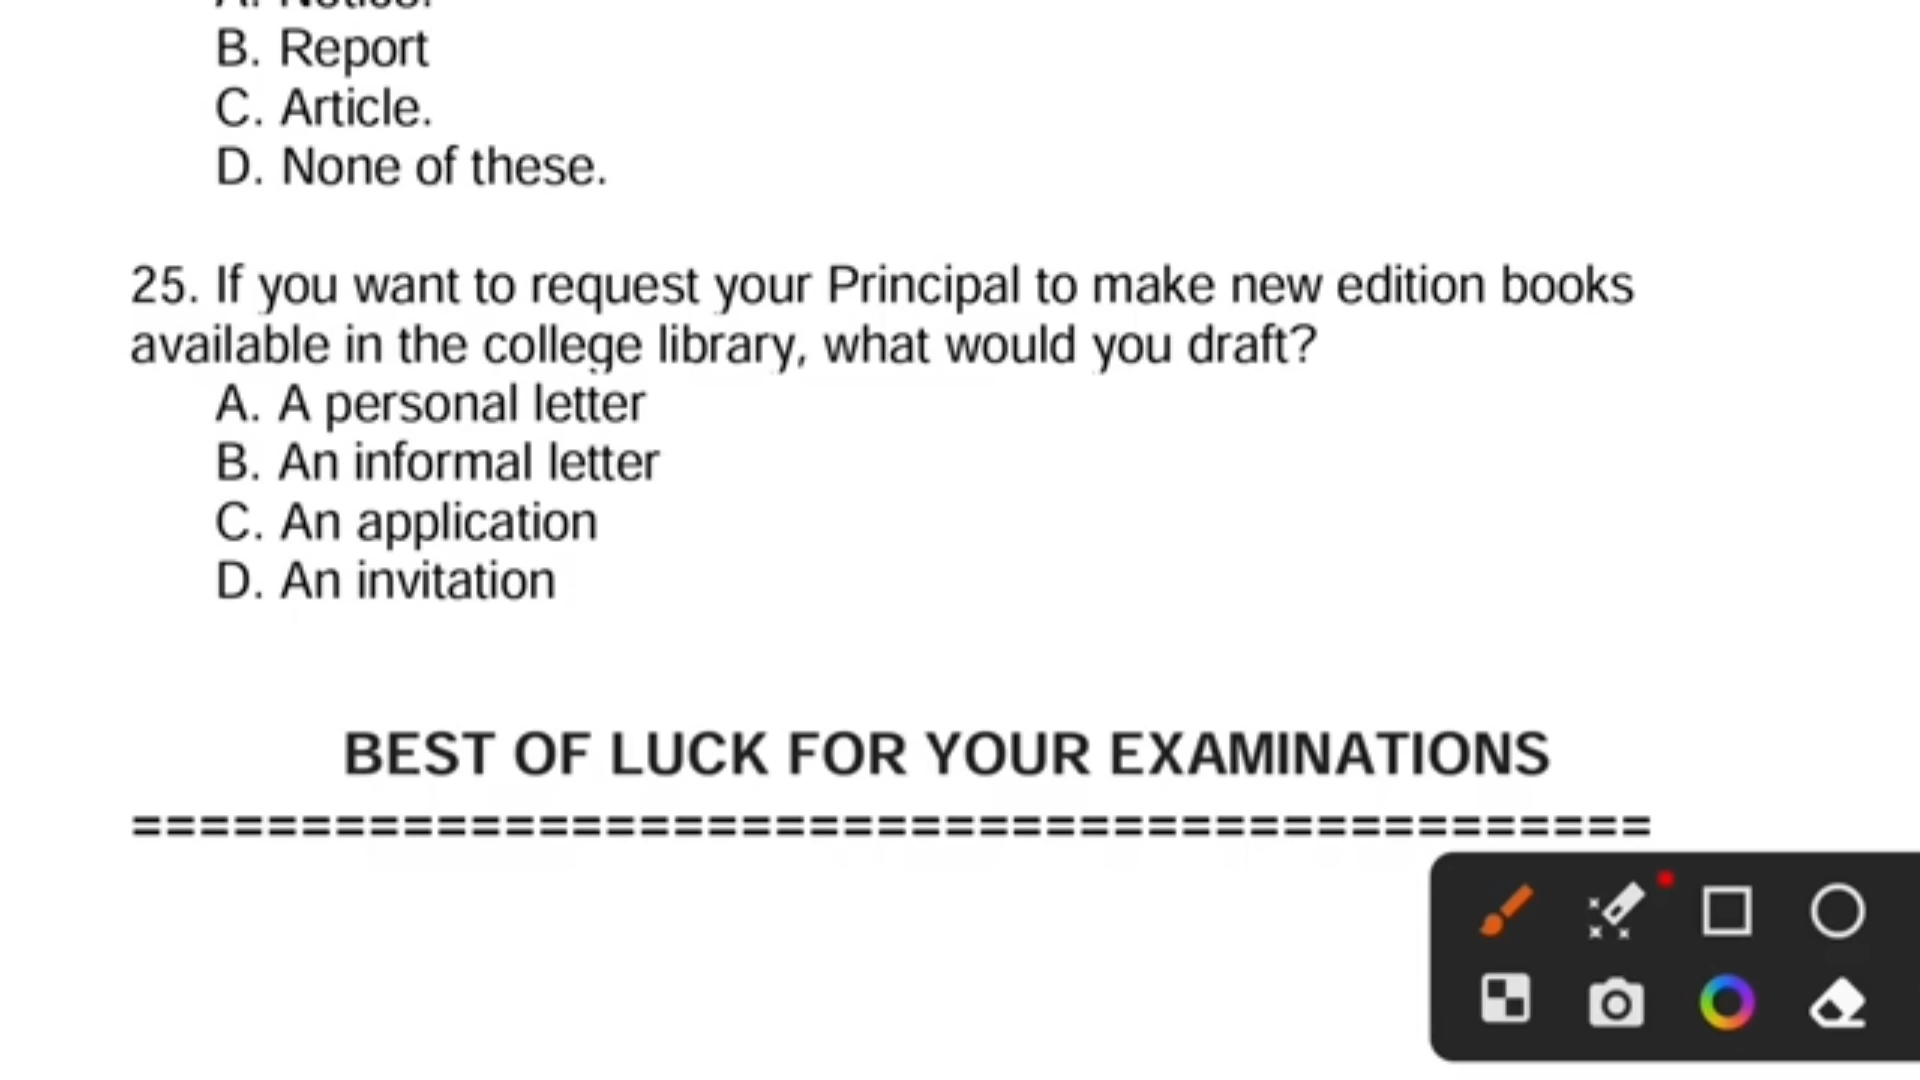 A. Notice.
B. Report
C. Article.
D. None of these.
25. If you want to request your Principal to make new edition books
available in the college library, what would you draft?
A. A personal letter
B. An informal letter
C. An application
D. An invitation
BEST OF LUCK FOR YOUR EXAMINATIONS
=============================================